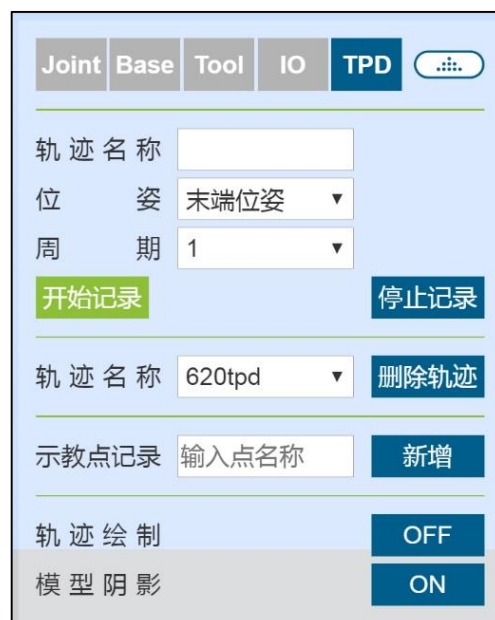 Joint Base Tool IO TPD
轨迹名称
位姿 末端位姿
周期 1
开始记录 停止记录
轨迹名称 620tpd 删除轨迹
示教点记录 输入点名称 新增
轨迹绘制 OFF
模型阴影 ON